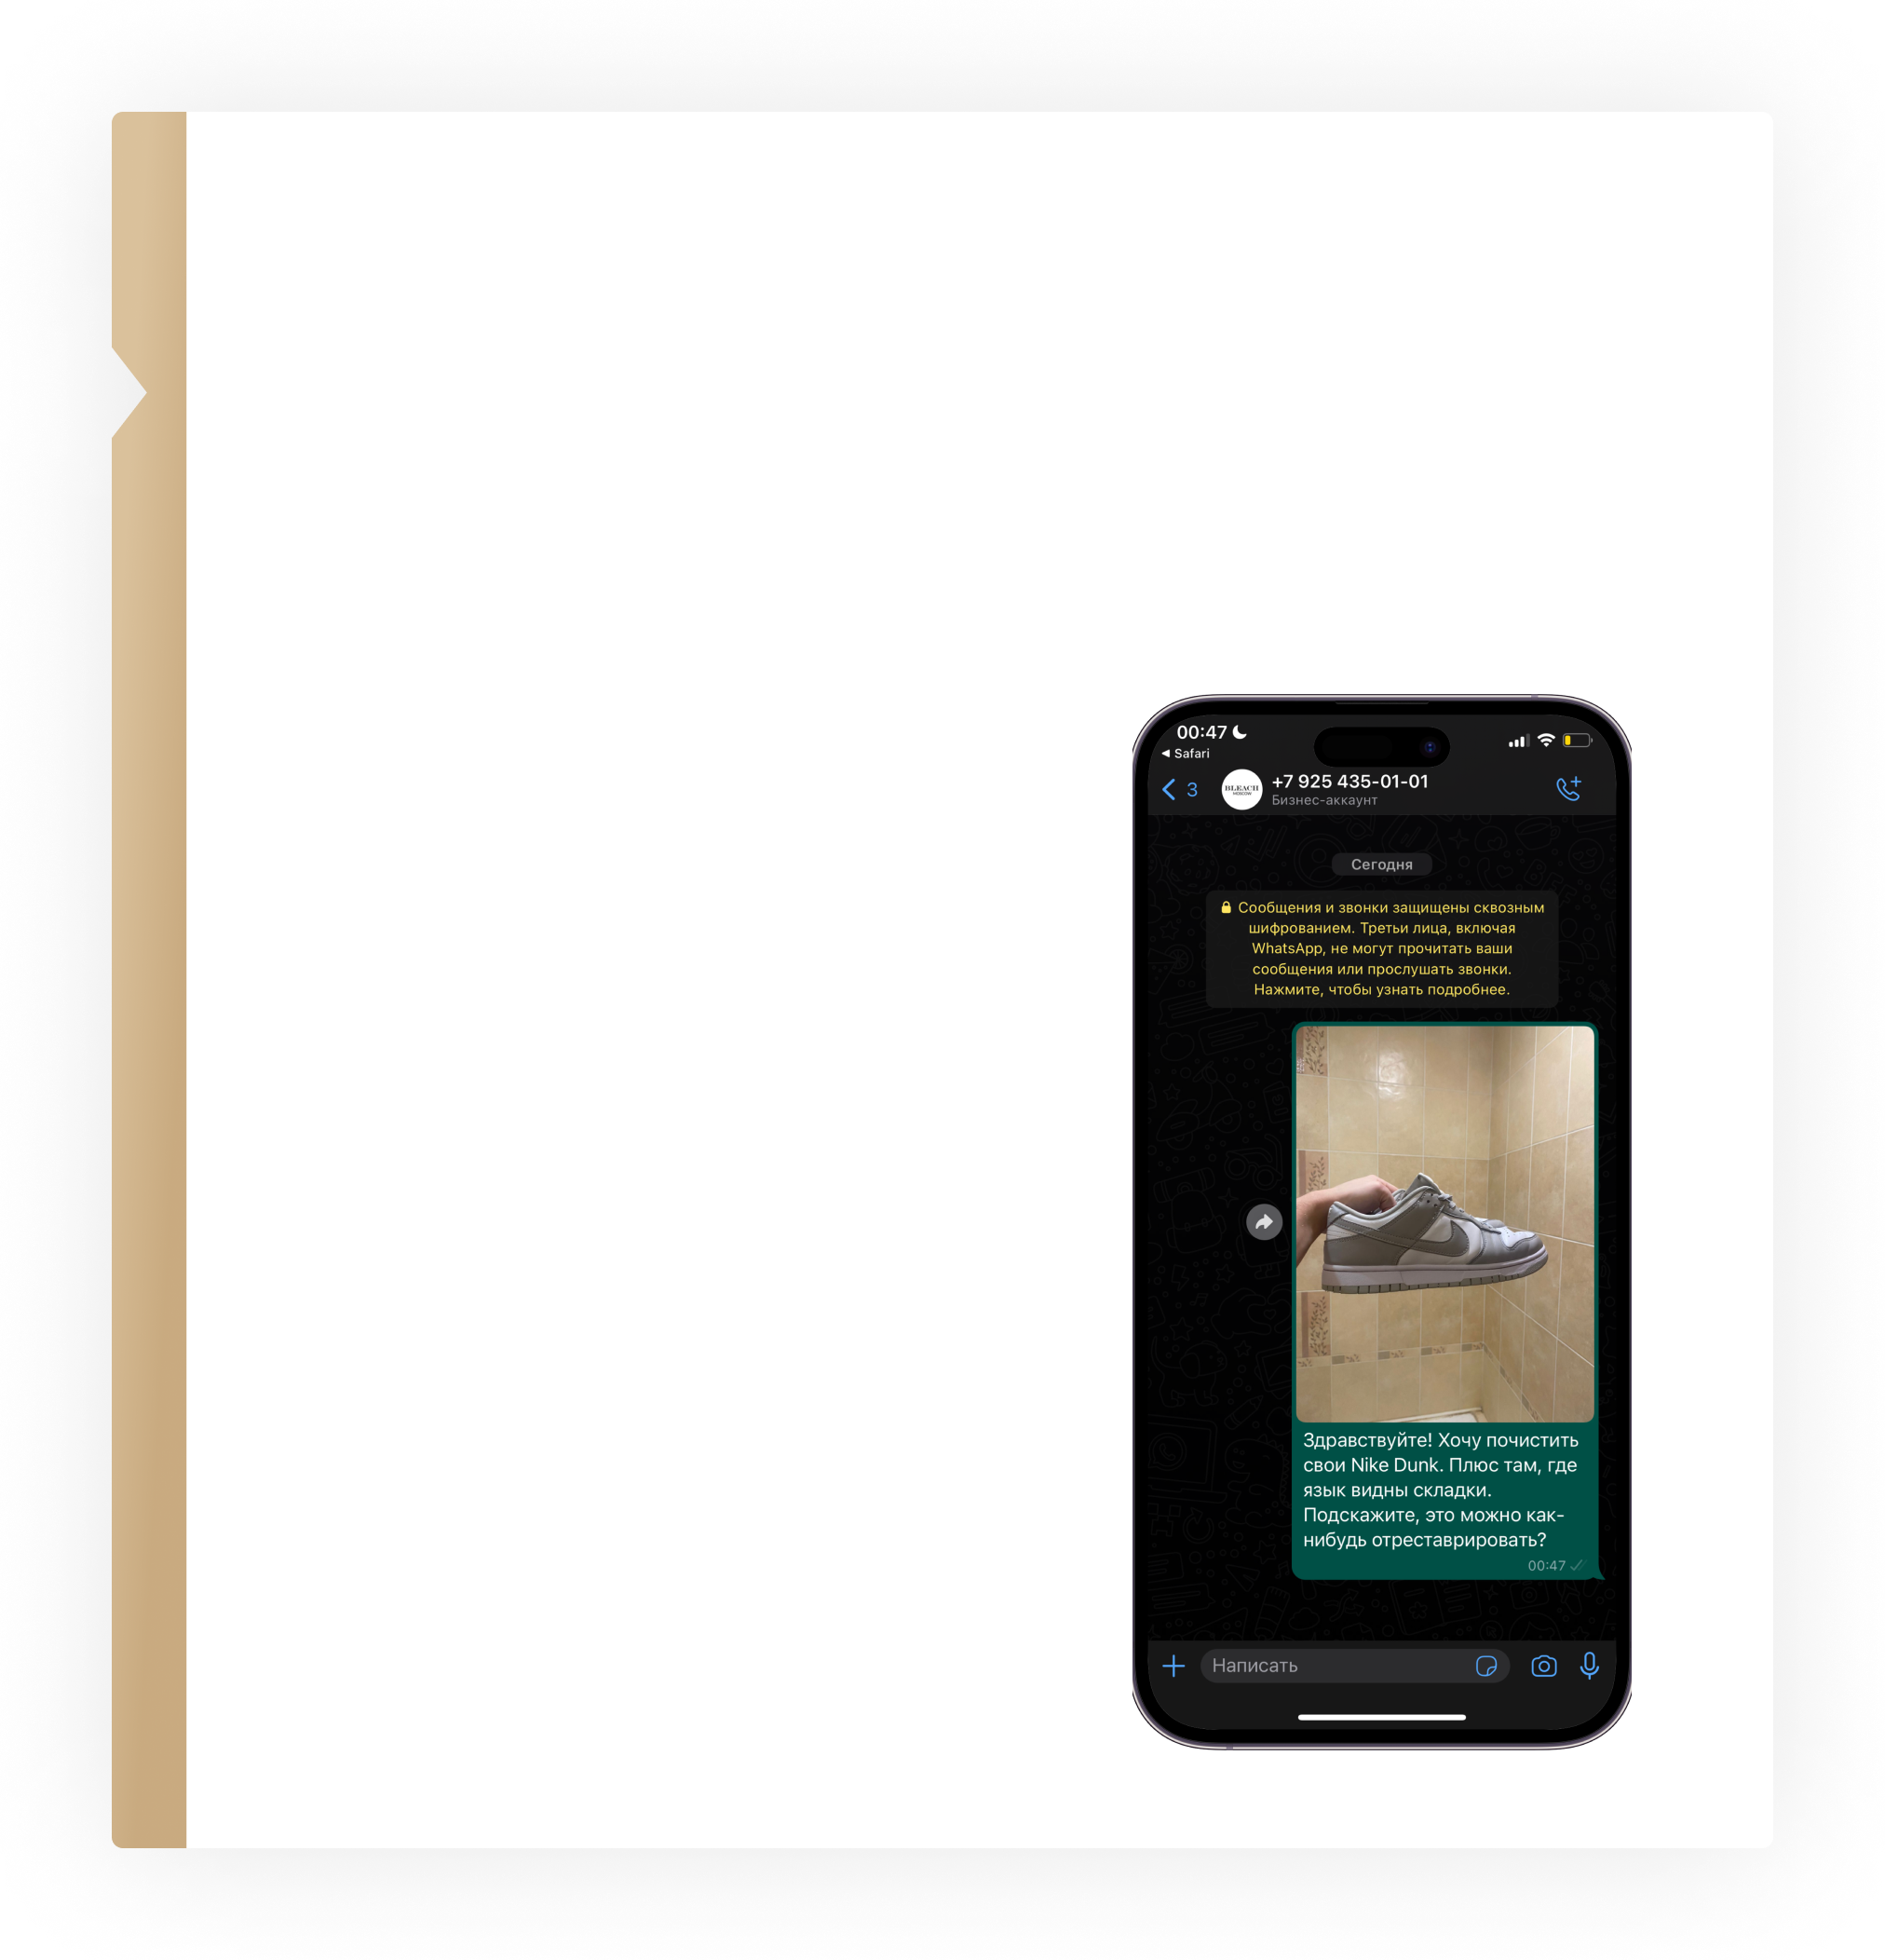 00:47
◀ Safari
3
BLEACH
MOSCOW
+7 925 435-01-01
Бизнес-аккаунт
Сегодня
Сообщения и звонки защищены сквозным
шифрованием. Третьи лица, включая
WhatsApp, не могут прочитать ваши
сообщения или прослушать звонки.
Нажмите, чтобы узнать подробнее.
Здравствуйте! Хочу почистить
свои Nike Dunk. Плюс там, где
язык видны складки.
Подскажите, это можно как-
нибудь отреставрировать?
00:47
Написать